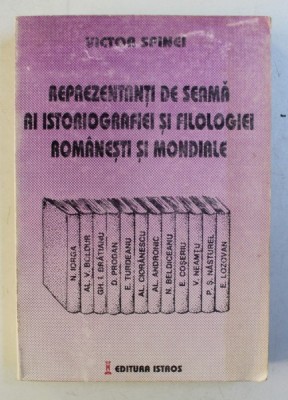 VICTOR SPINEI
REPREZENTANȚI DE SEAMĂ
AI ISTORIOGRAFIEI ȘI FILOLOGIEI
ROMÂNEȘTI ȘI MONDIALE
N. IORGA
AL. V. BOLDUR
GH. I. BRĂTIANU
D. PRODAN
E. TURDEANU
AL. CIORĂNESCU
AL. ANDRONIC
N. BELDICEANU
E. COȘERIU
V. NEAMȚU
P. Ș. NĂSTUREL
E. LOZOVAN
EDITURA ISTROS